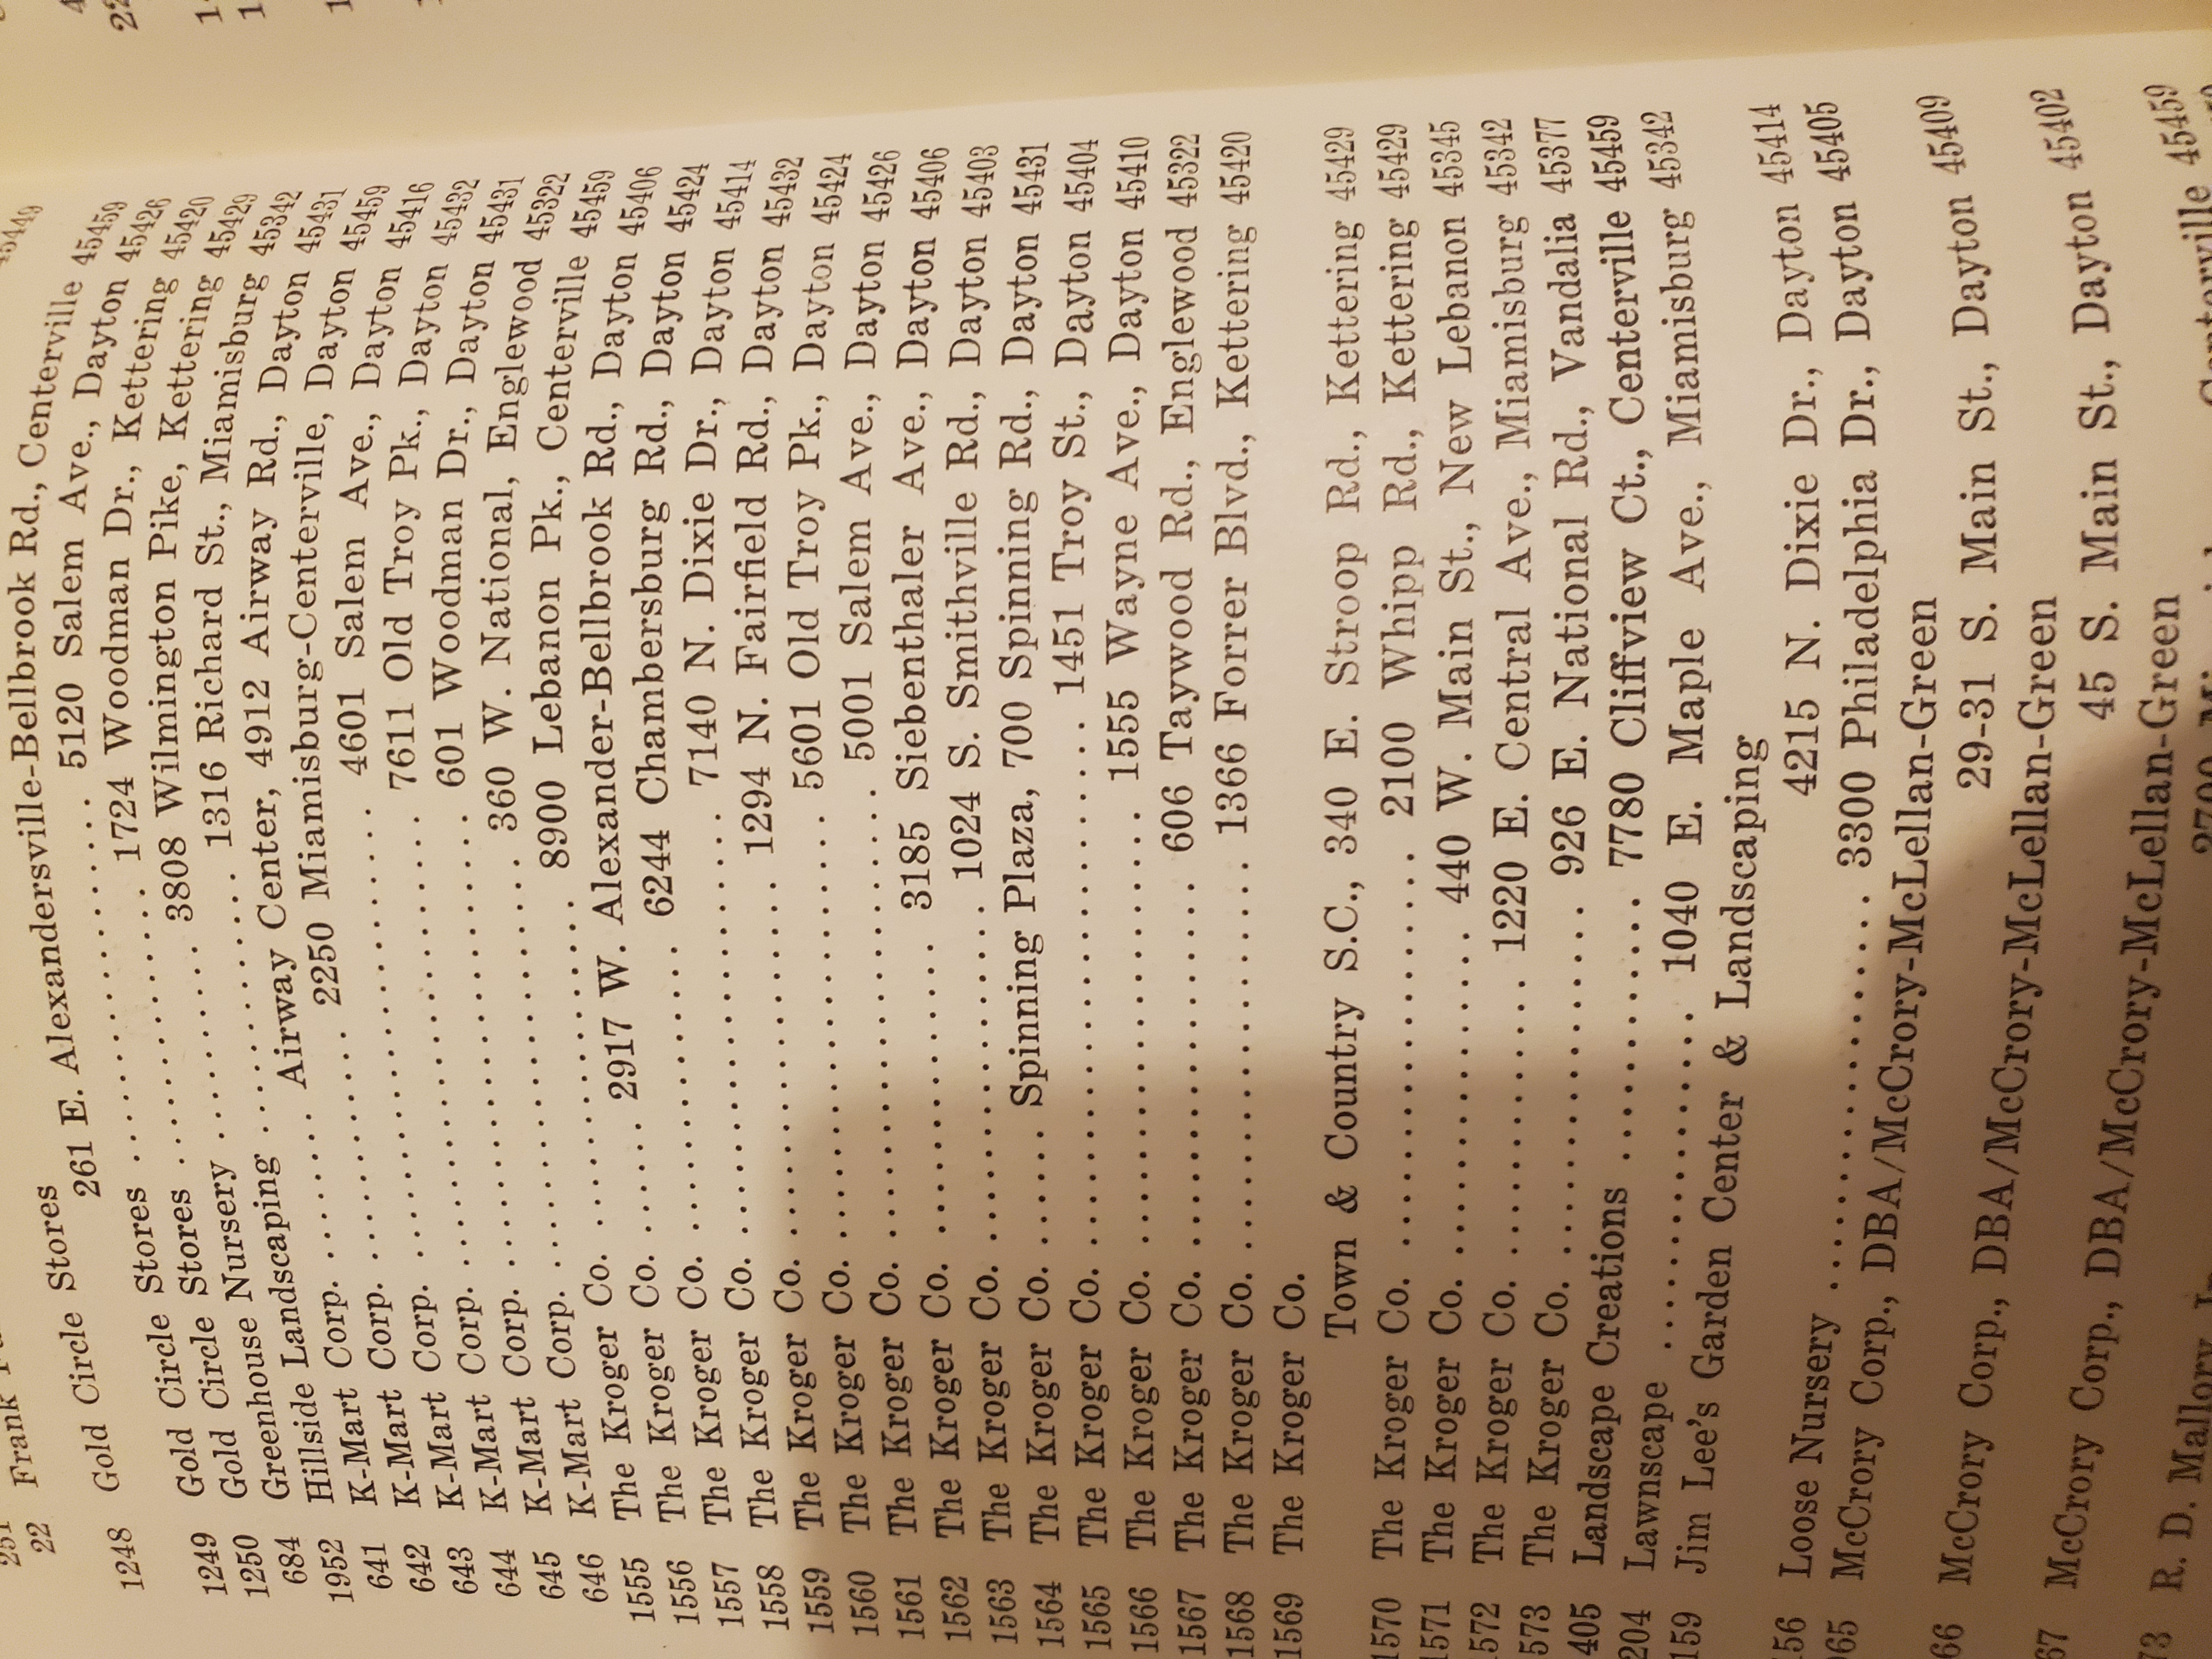 251
22 Frank
45449
1248 Gold Circle Stores
261 E. Alexandersville-Bellbrook Rd., Centerville 45459
1249 Gold Circle Stores .......... 5120 Salem Ave., Dayton 45426
1250 Gold Circle Stores .......... 1724 Woodman Dr., Kettering 45420
684 Greenhouse Nursery .......... 3808 Wilmington Pike, Kettering 45429
1952 Hillside Landscaping .......... 1316 Richard St., Miamisburg 45342
641 K-Mart Corp. .......... Airway Center, 4912 Airway Rd., Dayton 45431
642 K-Mart Corp. .......... 2250 Miamisburg-Centerville, Dayton 45459
643 K-Mart Corp. .......... 4601 Salem Ave., Dayton 45416
644 K-Mart Corp. .......... 7611 Old Troy Pk., Dayton 45432
645 K-Mart Corp. .......... 601 Woodman Dr., Dayton 45431
646 K-Mart Corp. .......... 360 W. National, Englewood 45322
1555 The Kroger Co. .......... 8900 Lebanon Pk., Centerville 45459
1556 The Kroger Co. ...... 2917 W. Alexander-Bellbrook Rd., Dayton 45406
1557 The Kroger Co. .......... 6244 Chambersburg Rd., Dayton 45424
1558 The Kroger Co. .......... 7140 N. Dixie Dr., Dayton 45414
1559 The Kroger Co. .......... 1294 N. Fairfield Rd., Dayton 45432
1560 The Kroger Co. .......... 5601 Old Troy Pk., Dayton 45424
1561 The Kroger Co. .......... 5001 Salem Ave., Dayton 45426
1562 The Kroger Co. .......... 3185 Siebenthaler Ave., Dayton 45406
1563 The Kroger Co. .......... 1024 S. Smithville Rd., Dayton 45403
1564 The Kroger Co. ...... Spinning Plaza, 700 Spinning Rd., Dayton 45431
1565 The Kroger Co. .......... 1451 Troy St., Dayton 45404
1566 The Kroger Co. .......... 1555 Wayne Ave., Dayton 45410
1567 The Kroger Co. .......... 606 Taywood Rd., Englewood 45322
1568 The Kroger Co. .......... 1366 Forrer Blvd., Kettering 45420
1569 The Kroger Co.
Town & Country S.C., 340 E. Stroop Rd., Kettering 45429
1570 The Kroger Co. .......... 2100 Whipp Rd., Kettering 45429
1571 The Kroger Co. .......... 440 W. Main St., New Lebanon 45345
1572 The Kroger Co. .......... 1220 E. Central Ave., Miamisburg 45342
573 The Kroger Co. .......... 926 E. National Rd., Vandalia 45377
405 Landscape Creations .......... 7780 Cliffview Ct., Centerville 45459
204 Lawnscape .......... 1040 E. Maple Ave., Miamisburg 45342
159 Jim Lee's Garden Center & Landscaping
4215 N. Dixie Dr., Dayton 45414
156 Loose Nursery .......... 3300 Philadelphia Dr., Dayton 45405
65 McCrory Corp., DBA/McCrory-McLellan-Green
29-31 S. Main St., Dayton 45409
66 McCrory Corp., DBA/McCrory-McLellan-Green
45 S. Main St., Dayton 45402
67 McCrory Corp., DBA/McCrory-McLellan-Green
45459
73 R. D. Mallory